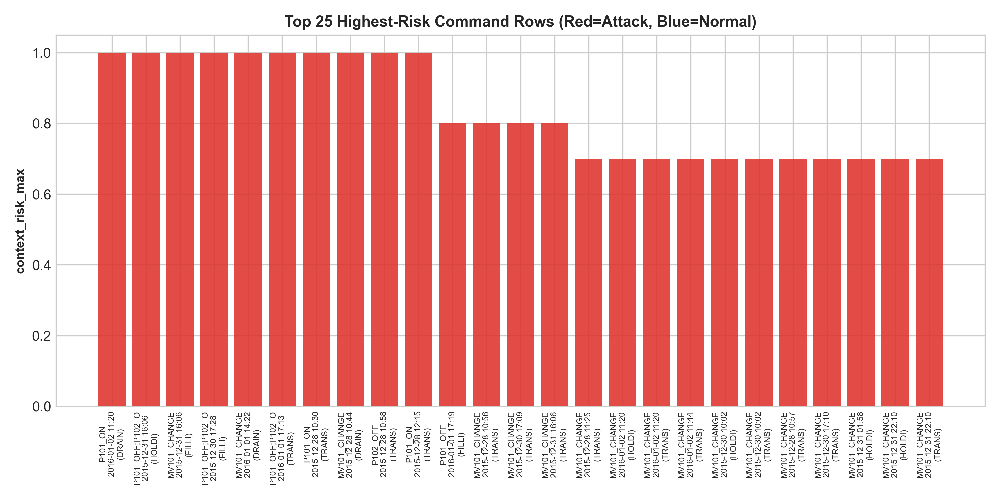 Top 25 Highest-Risk Command Rows (Red=Attack, Blue=Normal)
context_risk_max
1.0
0.8
0.6
0.4
0.2
0.0
P101_ON
2016-01-02 11:20
(DRAIN)
P101_OFF;P102_O
2015-12-31 16:06
(HOLDI)
MV101_CHANGE
2015-12-31 16:06
(FILLI)
P101_OFF;P102_O
2015-12-30 17:28
(FILLI)
MV101_CHANGE
2016-01-01 14:22
(DRAIN)
P101_OFF;P102_O
2016-01-01 17:13
(TRANS)
P101_ON
2015-12-28 10:30
(TRANS)
MV101_CHANGE
2015-12-28 10:44
(DRAIN)
P102_OFF
2015-12-28 10:58
(TRANS)
P101_ON
2015-12-28 12:15
(TRANS)
P101_OFF
2016-01-01 17:19
(FILLI)
MV101_CHANGE
2015-12-28 10:56
(TRANS)
MV101_CHANGE
2015-12-30 17:09
(TRANS)
MV101_CHANGE
2015-12-31 16:06
(TRANS)
MV101_CHANGE
2015-12-28 11:25
(TRANS)
MV101_CHANGE
2016-01-02 11:20
(HOLDI)
MV101_CHANGE
2016-01-02 11:20
(TRANS)
MV101_CHANGE
2016-01-02 11:44
(TRANS)
MV101_CHANGE
2015-12-30 10:02
(HOLDI)
MV101_CHANGE
2015-12-30 10:02
(TRANS)
MV101_CHANGE
2015-12-28 10:57
(TRANS)
MV101_CHANGE
2015-12-30 17:10
(TRANS)
MV101_CHANGE
2015-12-31 01:58
(HOLDI)
MV101_CHANGE
2015-12-31 22:10
(HOLDI)
MV101_CHANGE
2015-12-31 22:10
(TRANS)